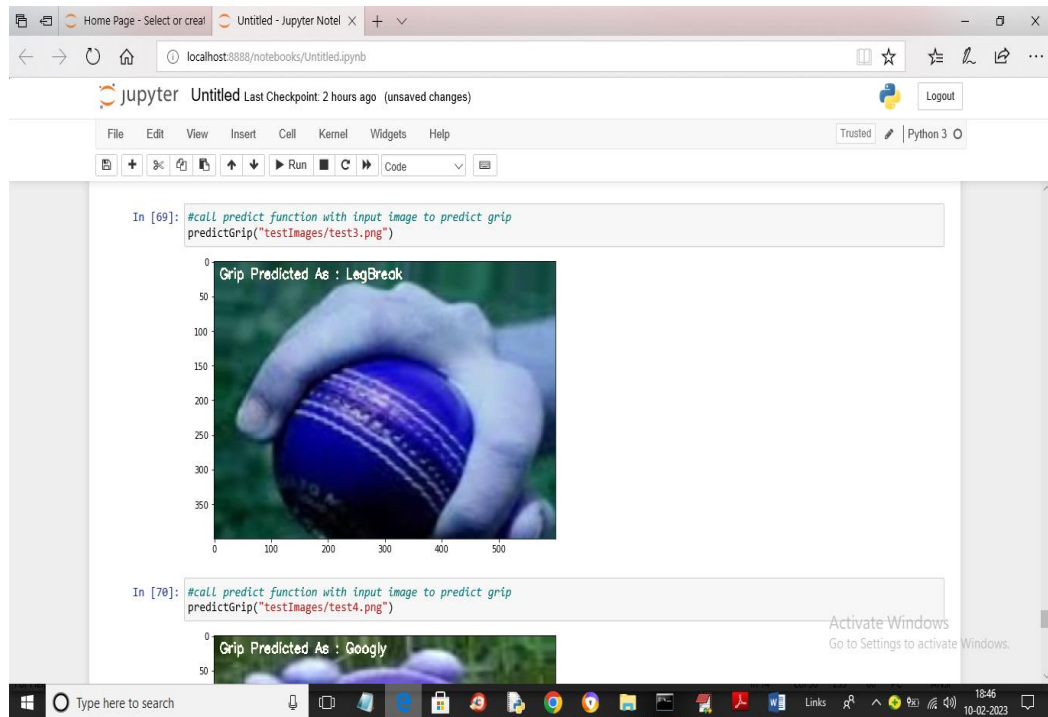 Home Page - Select or creat
Untitled - Jupyter Notel
localhost:8888/notebooks/Untitled.ipynb
jupyter Untitled Last Checkpoint: 2 hours ago (unsaved changes)
Logout
File Edit View Insert Cell Kernel Widgets Help
Trusted Python 3
Run Code
In [69]: #call predict function with input image to predict grip
predictGrip("testImages/test3.png")
Grip Predicted As : LegBreak
0
50
100
150
200
250
300
350
0 100 200 300 400 500
In [70]: #call predict function with input image to predict grip
predictGrip("testImages/test4.png")
Grip Predicted As : Googly
0
50
Activate Windows
Go to Settings to activate Windows.
Type here to search
Links
18:46
10-02-2023